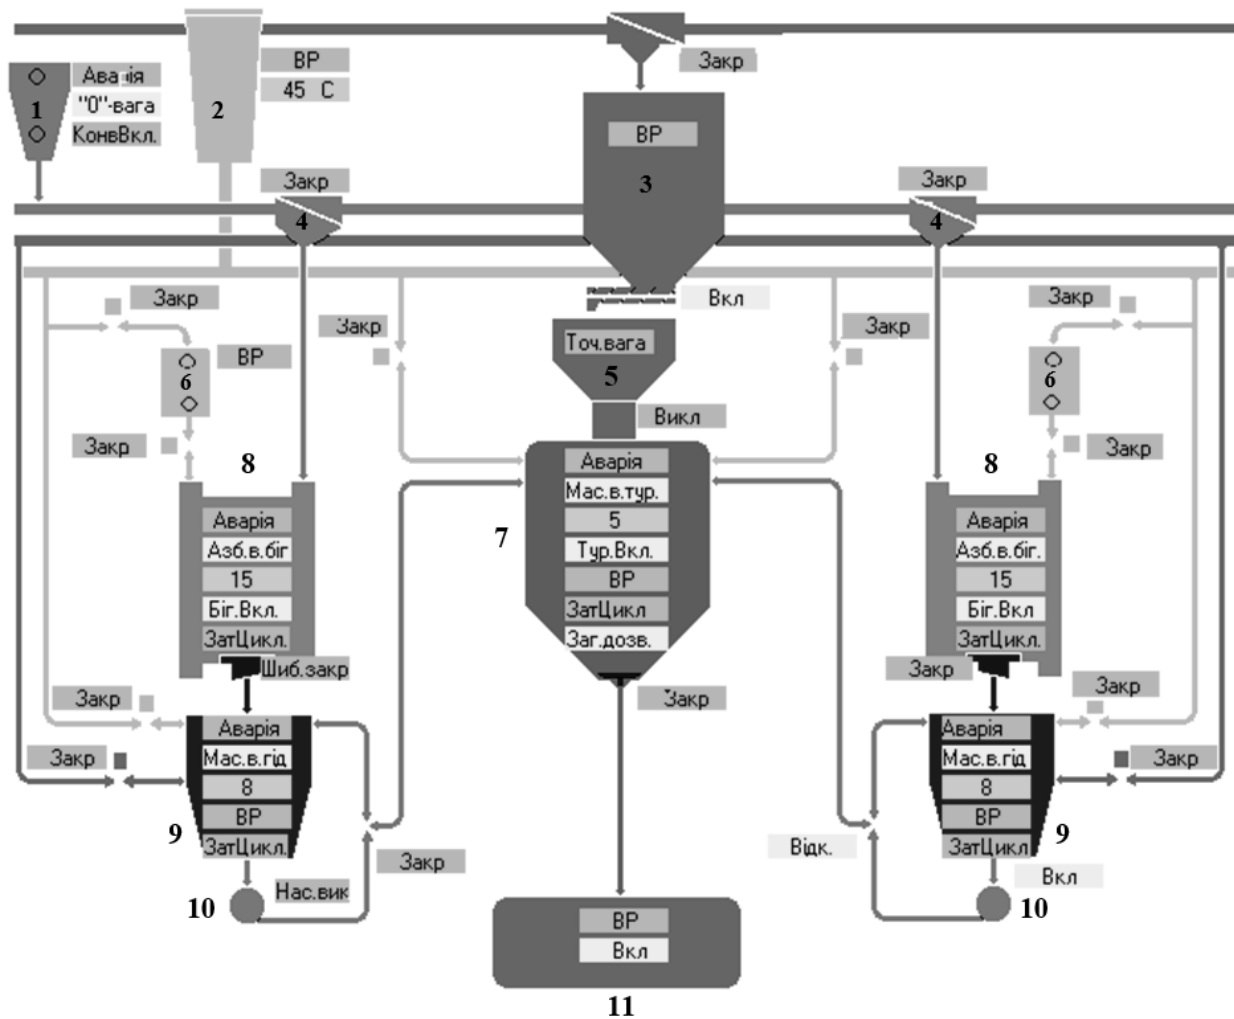 Закр
ВР
45 C
Аварія
"0"-вага
КонвВкл.
1
2
ВР
3
Закр
4
Закр
4
Закр
Вкл
Закр
Закр
Закр
Точ.вага
5
ВР
6
6
Викл
Закр
Закр
8
7
8
Аварія
Мас.в.тур.
5
Тур.Вкл.
ВР
ЗатЦикл
Заг.дозв.
Закр
Аварія
Азб.в.біг
15
Біг.Вкл.
ЗатЦикл.
Шиб.закр
Аварія
Азб.в.біг.
15
Біг.Вкл
ЗатЦикл.
Закр
Закр
Закр
Закр
Закр
Аварія
Мас.в.гід
8
ВР
ЗатЦикл.
9
Аварія
Мас.в.гід
8
ВР
ЗатЦикл
9
Закр
Відк.
Нас.вик
10
Вкл
10
ВР
Вкл
11